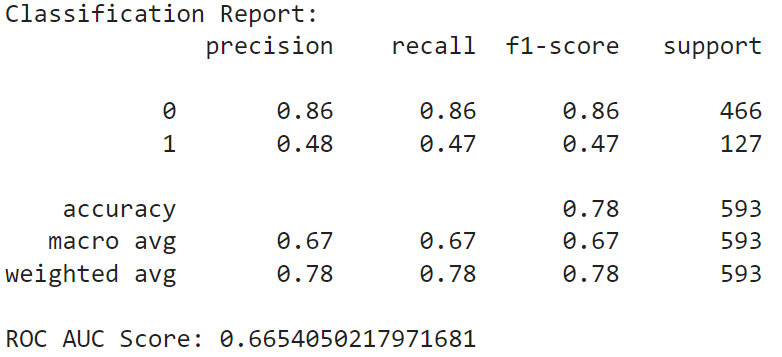 Classification Report:
precision recall f1-score support
0 0.86 0.86 0.86 466
1 0.48 0.47 0.47 127
accuracy 0.78 593
macro avg 0.67 0.67 0.67 593
weighted avg 0.78 0.78 0.78 593
ROC AUC Score: 0.6654050217971681